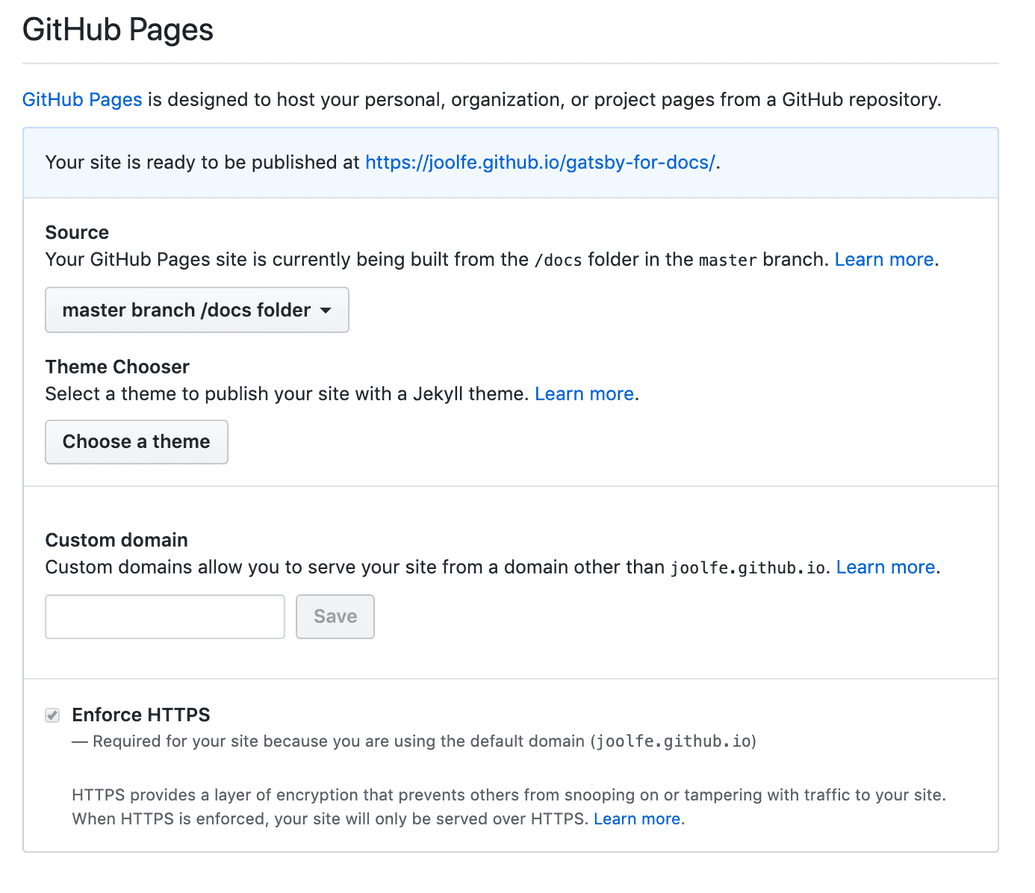 GitHub Pages
GitHub Pages is designed to host your personal, organization, or project pages from a GitHub repository.
Your site is ready to be published at https://joolfe.github.io/gatsby-for-docs/.
Source
Your GitHub Pages site is currently being built from the /docs folder in the master branch. Learn more.
master branch /docs folder
Theme Chooser
Select a theme to publish your site with a Jekyll theme. Learn more.
Choose a theme
Custom domain
Custom domains allow you to serve your site from a domain other than joolfe.github.io. Learn more.
Save
Enforce HTTPS
— Required for your site because you are using the default domain (joolfe.github.io)
HTTPS provides a layer of encryption that prevents others from snooping on or tampering with traffic to your site.
When HTTPS is enforced, your site will only be served over HTTPS. Learn more.